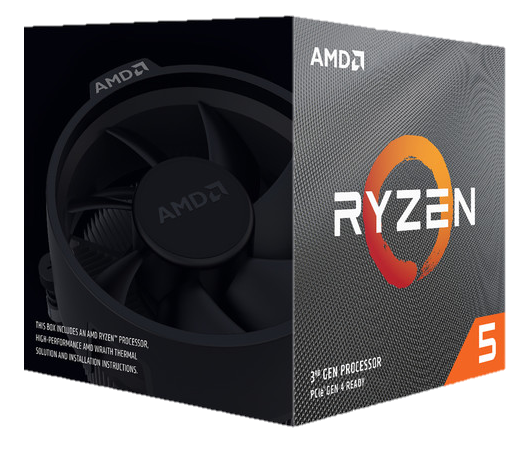 AMD
AMD
THIS BOX INCLUDES AN AMD RYZEN™ PROCESSOR,
HIGH-PERFORMANCE AMD WRAITH THERMAL
SOLUTION AND INSTALLATION INSTRUCTIONS.
AMD
RYZEN
5
3RD GEN PROCESSOR
PCIe® GEN 4 READY